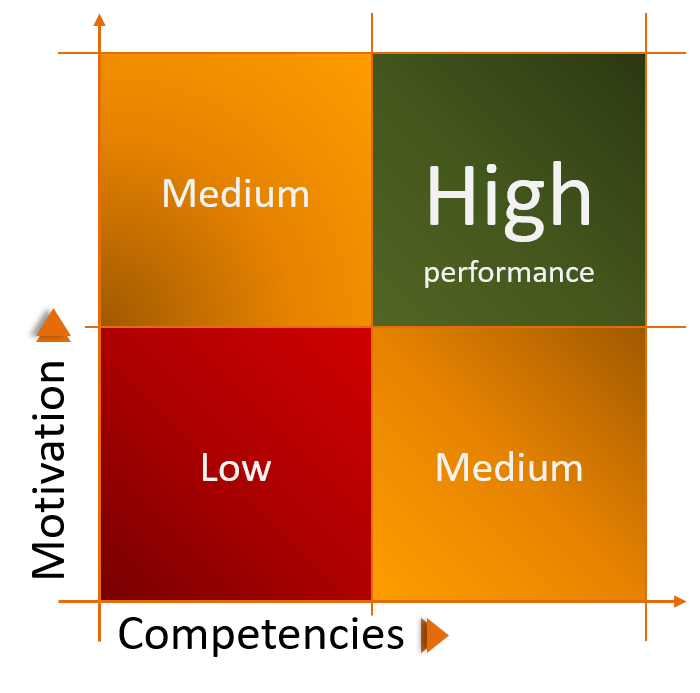 Medium
High
performance
Low
Medium
Motivation
Competencies